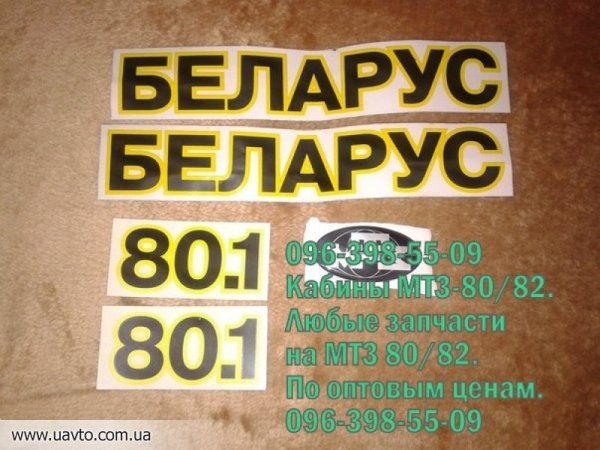 БЕЛАРУС
БЕЛАРУС
80.1
80.1
096-398-55-09
Кабины МТЗ-80/82.
Любые запчасти
на МТЗ 80/82.
По оптовым ценам.
096-398-55-09
www.uavto.com.ua